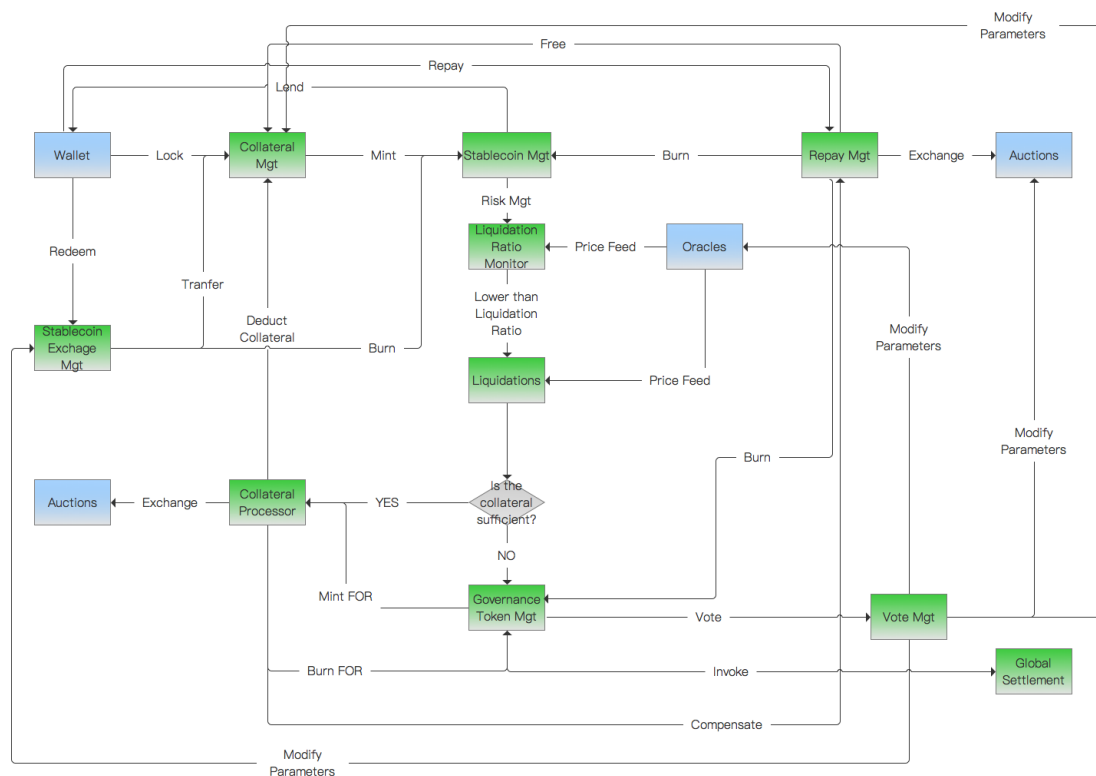 Modify
Parameters
Free
Repay
Lend
Wallet
Lock
Collateral
Mgt
Mint
Stablecoin Mgt
Burn
Repay Mgt
Exchange
Auctions
Risk Mgt
Redeem
Liquidation
Ratio
Monitor
Price Feed
Oracles
Tranfer
Lower than
Liquidation
Ratio
Stablecoin
Exchage
Mgt
Deduct
Collateral
Burn
Modify
Parameters
Liquidations
Price Feed
Modify
Parameters
Burn
Auctions
Exchange
Collateral
Processor
YES
Is the
collateral
sufficient?
NO
Mint FOR
Governance
Token Mgt
Vote
Vote Mgt
Burn FOR
Invoke
Global
Settlement
Compensate
Modify
Parameters